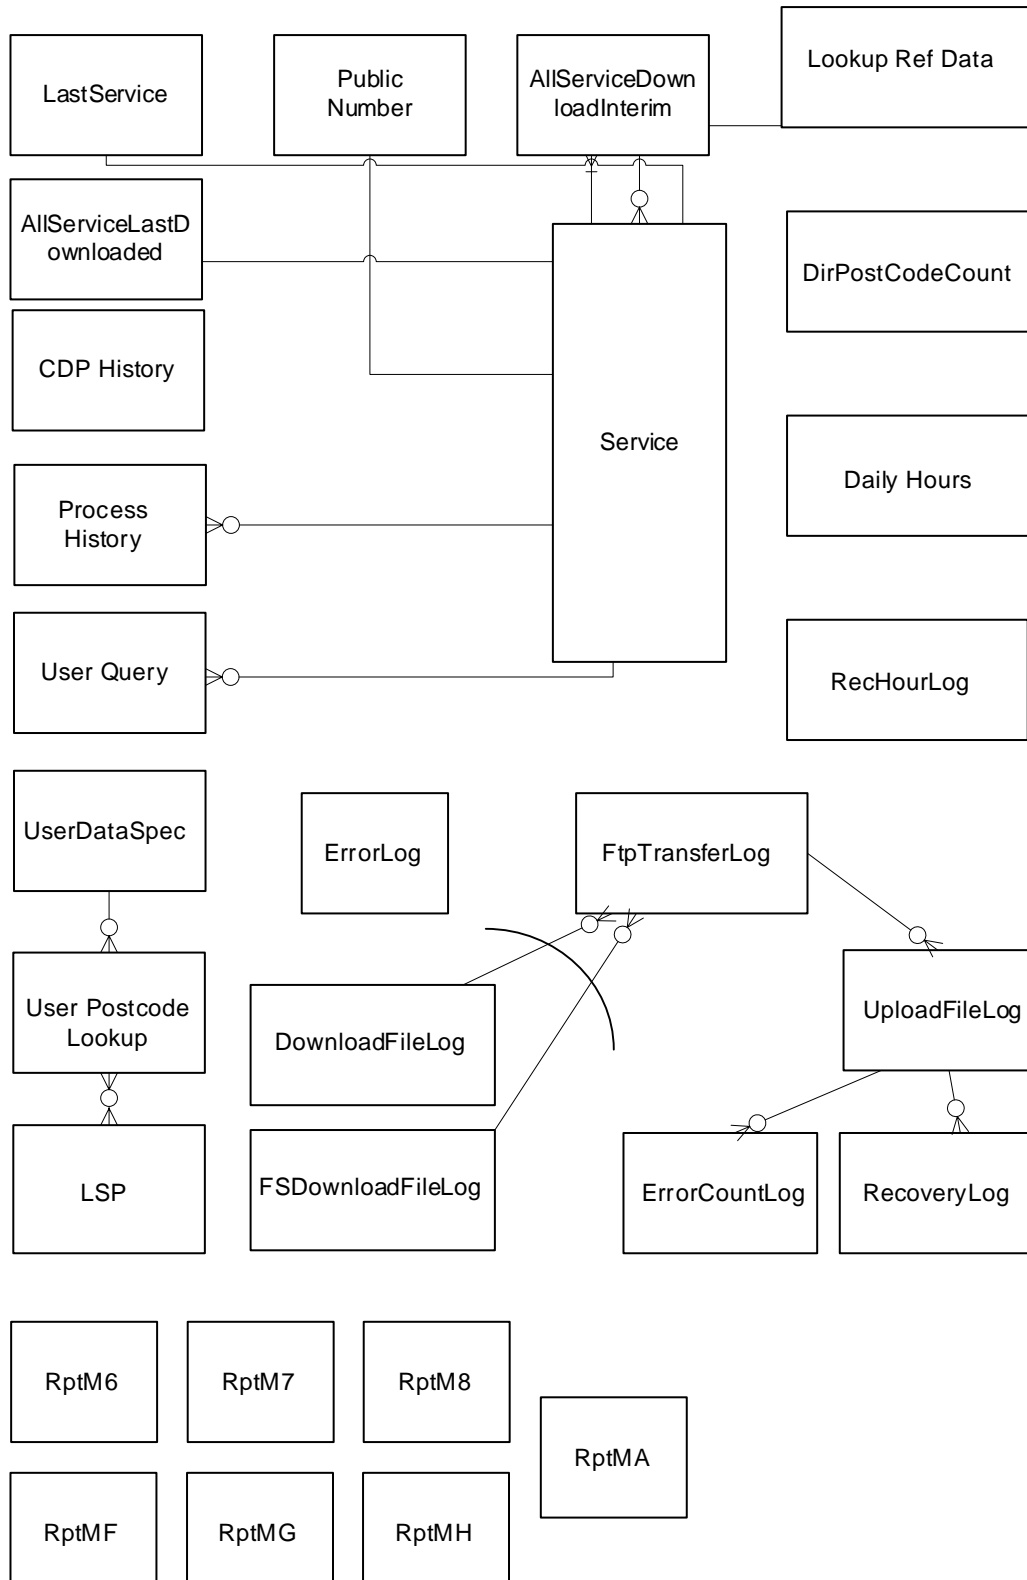 LastService
Public
Number
AllServiceDown
loadInterim
Lookup Ref Data
AllServiceLastD
ownloaded
DirPostCodeCount
CDP History
Service
Daily Hours
Process
History
User Query
RecHourLog
UserDataSpec
ErrorLog
FtpTransferLog
User Postcode
Lookup
DownloadFileLog
UploadFileLog
LSP
FSDownloadFileLog
ErrorCountLog
RecoveryLog
RptM6
RptM7
RptM8
RptMA
RptMF
RptMG
RptMH